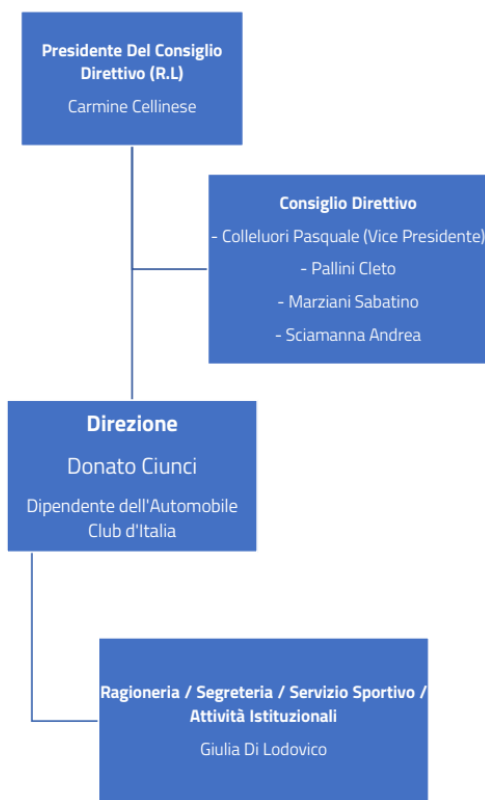 Presidente Del Consiglio
Direttivo (R.L)
Carmine Cellinese
Consiglio Direttivo
- Colleluori Pasquale (Vice Presidente)
- Pallini Cleto
- Marziani Sabatino
- Sciamanna Andrea
Direzione
Donato Ciunci
Dipendente dell'Automobile
Club d'Italia
Ragioneria / Segreteria / Servizio Sportivo /
Attività Istituzionali
Giulia Di Lodovico